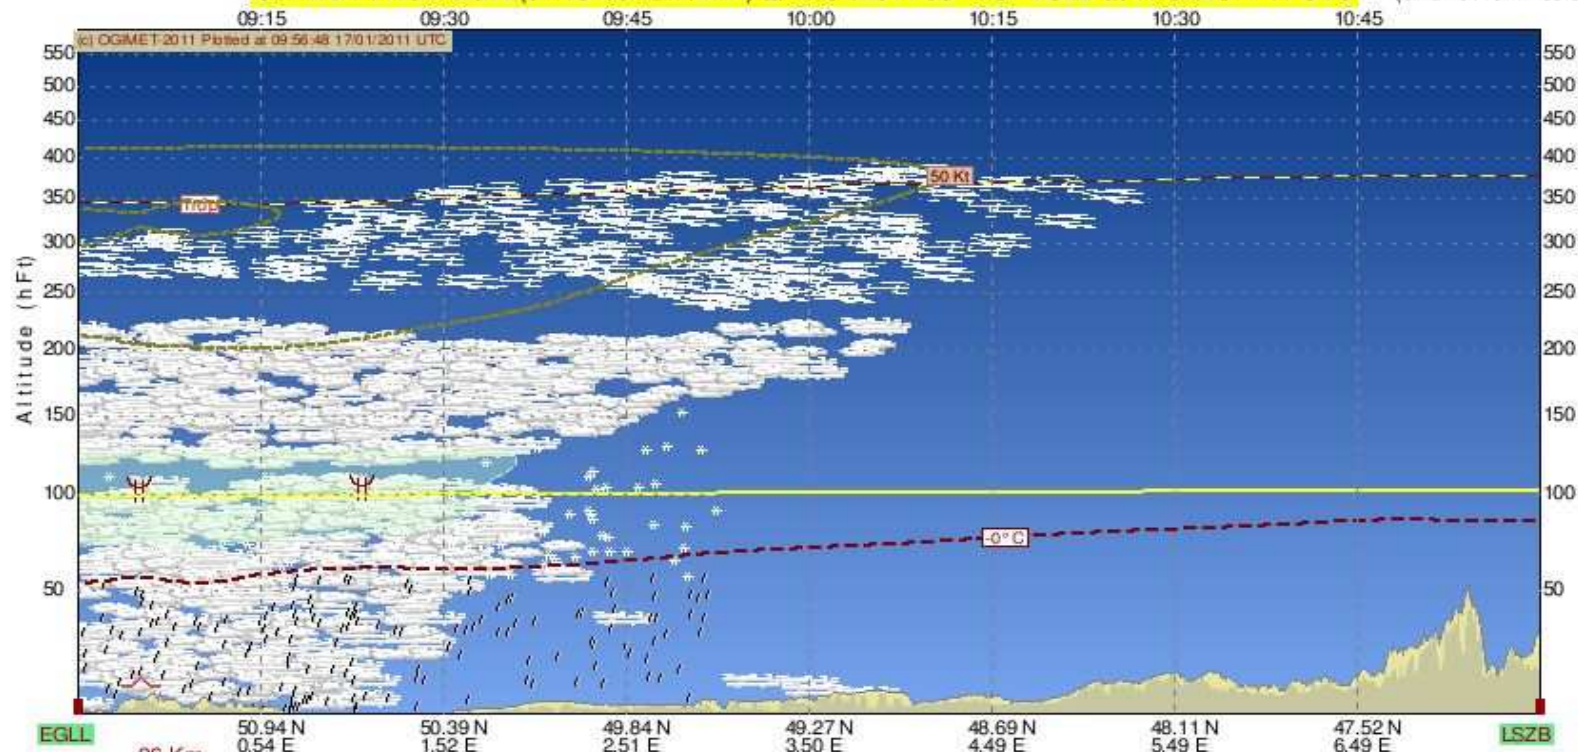 09:15 09:30 09:45 10:00 10:15 10:30 10:45
(c) OGIMET 2011 Plotted at 09:56:48 17/01/2011 UTC
550 550
500 500
450 450
400 400
50 Kt
350 350
Trop
300 300
Altitude (hFt)
250 250
200 200
150 150
100 100
-0°C
50 50
EGLL 50.94 N 50.39 N 49.84 N 49.27 N 48.69 N 48.11 N 47.52 N LSZB
0.54 E 1.52 E 2.51 E 3.50 E 4.49 E 5.49 E 6.49 E